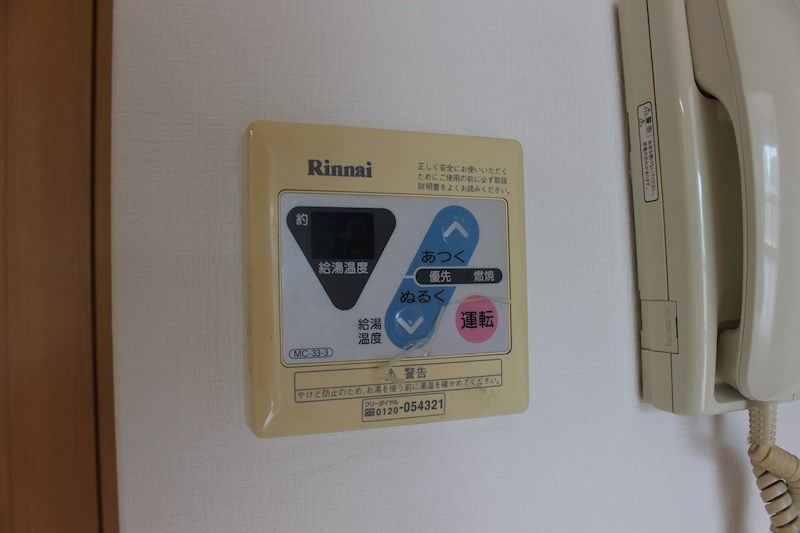 Rinnai
正しく安全にお使いいただく
ためにご使用の前に必ず取扱
説明書をよくお読みください。
約
給湯温度
あつく
優先 燃焼
ぬるく
給湯
温度
運転
MC-33-3
⚠ 警告
やけど防止のため、お湯を使う前に湯温を確かめてください。
フリーダイヤル
0120-054321
警告